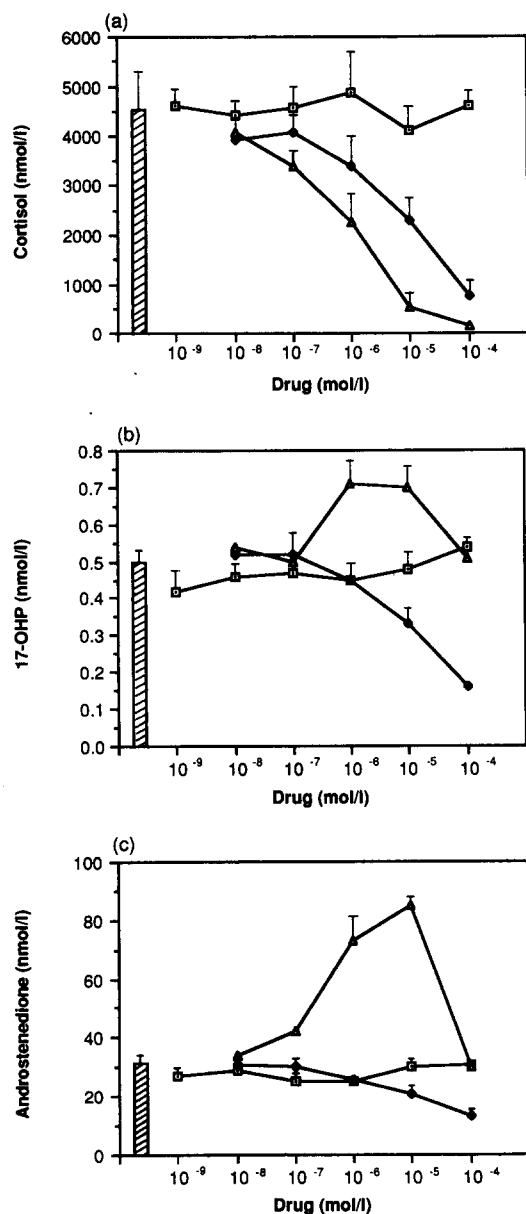 (a)
6000
5000
4000
3000
2000
1000
0
Cortisol (nmol/l)
10⁻⁹ 10⁻⁸ 10⁻⁷ 10⁻⁶ 10⁻⁵ 10⁻⁴
Drug (mol/l)
(b)
0.8
0.7
0.6
0.5
0.4
0.3
0.2
0.1
0.0
17-OHP (nmol/l)
10⁻⁹ 10⁻⁸ 10⁻⁷ 10⁻⁶ 10⁻⁵ 10⁻⁴
Drug (mol/l)
(c)
100
80
60
40
20
0
Androstenedione (nmol/l)
10⁻⁹ 10⁻⁸ 10⁻⁷ 10⁻⁶ 10⁻⁵ 10⁻⁴
Drug (mol/l)